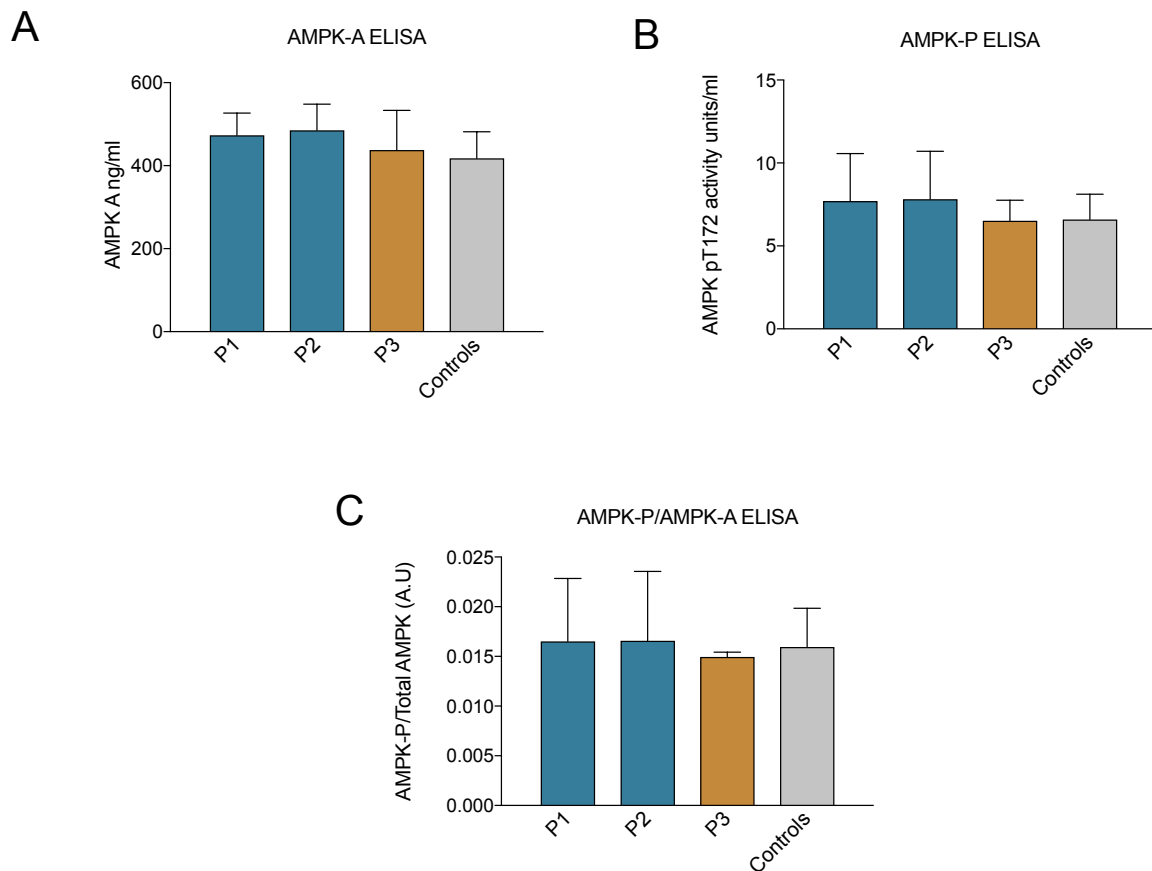 A
AMPK-A ELISA
AMPK A ng/ml
600
400
200
0
P1
P2
P3
Controls
B
AMPK-P ELISA
AMPK pT172 activity units/ml
15
10
5
0
P1
P2
P3
Controls
C
AMPK-P/AMPK-A ELISA
AMPK-P/Total AMPK (A.U)
0.025
0.020
0.015
0.010
0.005
0.000
P1
P2
P3
Controls